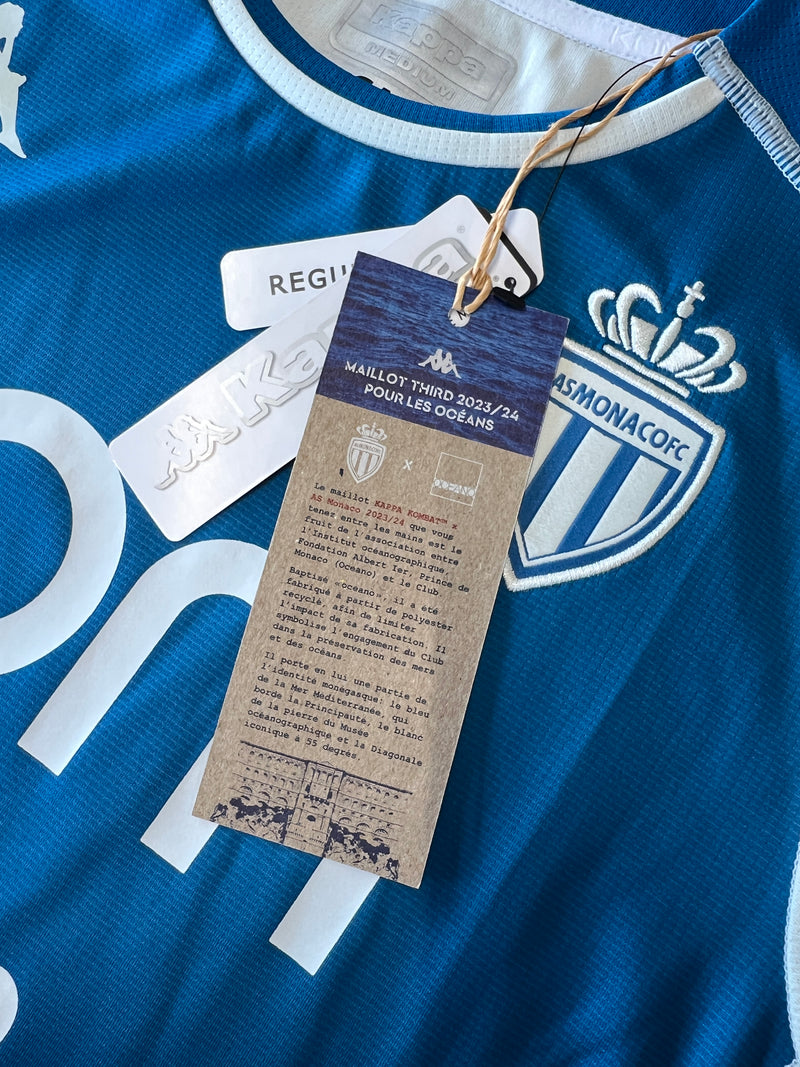 kappa
MEDIUM
REGU
Kappa
MAILLOT THIRD 2023/24
POUR LES OCÉANS
ASMONACOFC
x
OCEANO
Le maillot KAPPA KOMBAT™ x
AS Monaco 2023/24 que vous
tenez entre les mains est le
fruit de l'association entre
l'Institut océanographique,
Fondation Albert Ier, Prince de
Monaco (Oceano) et le Club
Baptisé «Oceano», il a été
fabriqué à partir de polyester
recyclé, afin de limiter
l'impact de sa fabrication. Il
symbolise l'engagement du Club
dans la préservation des mers
et des océans.
Il porte en lui une partie de
l'identité monégasque: le bleu
de la Mer Méditerranée, qui
borde la Principauté, le blanc
de la pierre du Musée
océanographique et la Diagonale
iconique à 55 degrés.